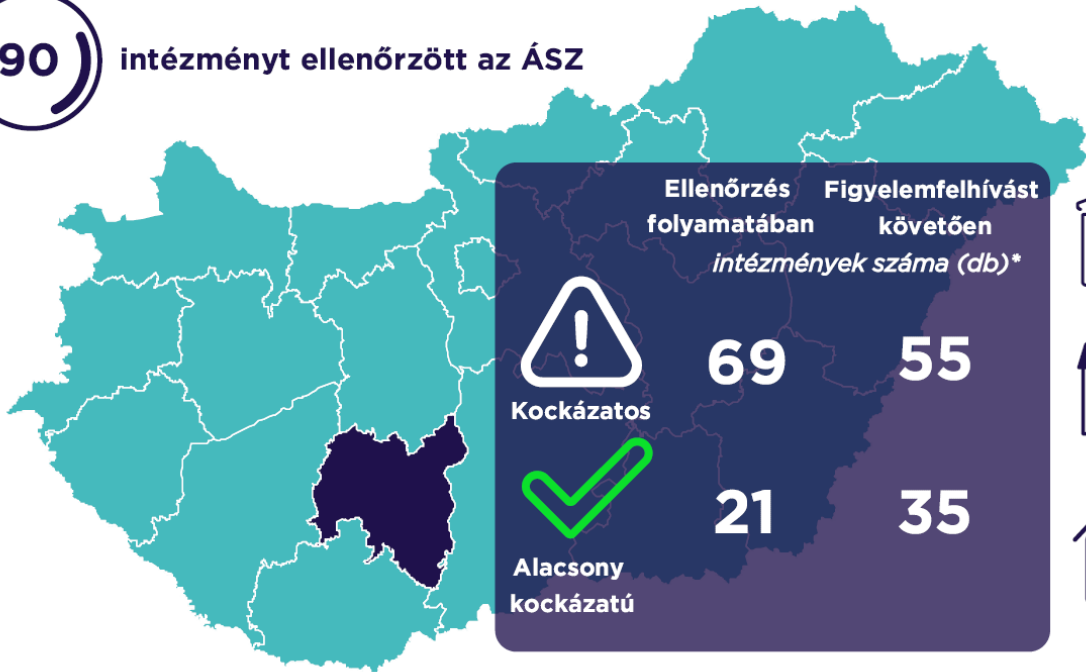 90 intézményt ellenőrzött az ÁSZ
Ellenőrzés Figyelemfelhívást
folyamatában követően
intézmények száma (db)*
69 55
Kockázatos
21 35
Alacsony
kockázatú